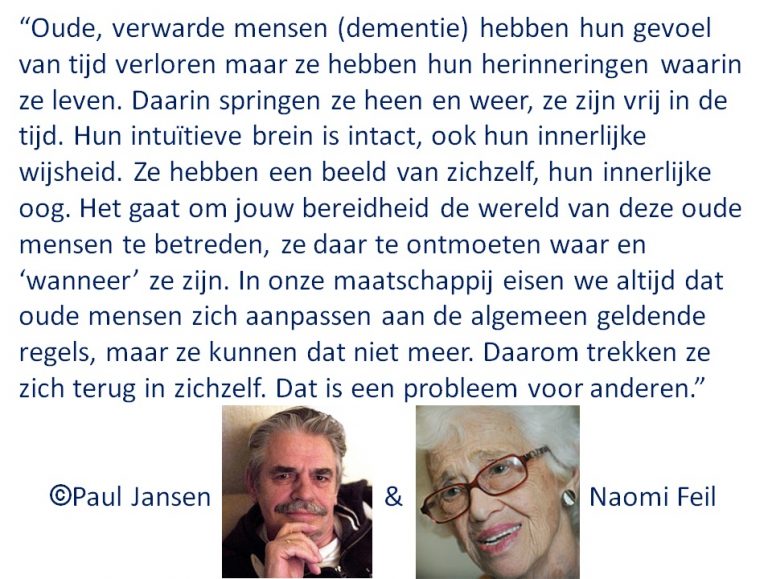 “Oude, verwarde mensen (dementie) hebben hun gevoel
van tijd verloren maar ze hebben hun herinneringen waarin
ze leven. Daarin springen ze heen en weer, ze zijn vrij in de
tijd. Hun intuïtieve brein is intact, ook hun innerlijke
wijsheid. Ze hebben een beeld van zichzelf, hun innerlijke
oog. Het gaat om jouw bereidheid de wereld van deze oude
mensen te betreden, ze daar te ontmoeten waar en
‘wanneer’ ze zijn. In onze maatschappij eisen we altijd dat
oude mensen zich aanpassen aan de algemeen geldende
regels, maar ze kunnen dat niet meer. Daarom trekken ze
zich terug in zichzelf. Dat is een probleem voor anderen.”
©Paul Jansen & Naomi Feil